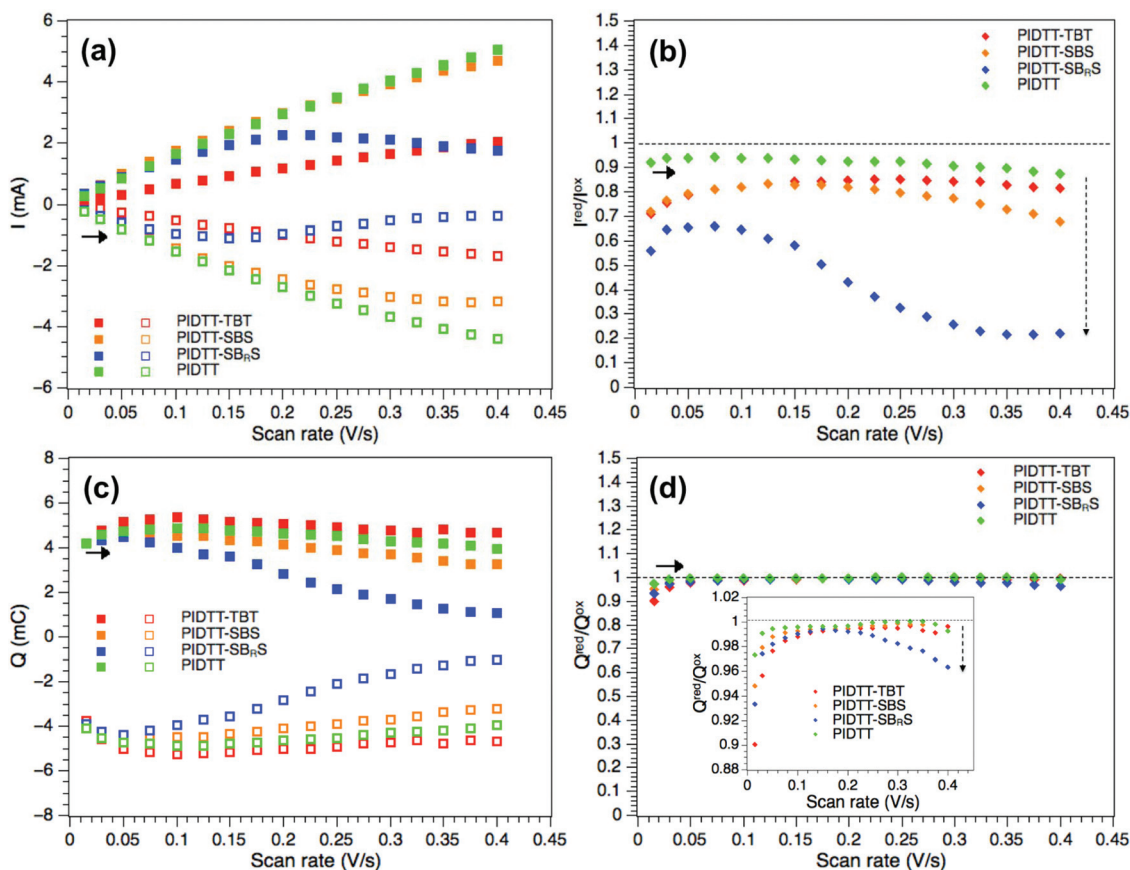 (a)
6
4
2
0
−2
−4
−6
I (mA)
PIDTT-TBT
PIDTT-SBS
PIDTT-SBRS
PIDTT
0 0.05 0.1 0.15 0.2 0.25 0.3 0.35 0.4 0.45
Scan rate (V/s)
(b)
1.5
1.4
1.3
1.2
1.1
1
0.9
0.8
0.7
0.6
0.5
0.4
0.3
0.2
0.1
0
Ired/Iox
PIDTT-TBT
PIDTT-SBS
PIDTT-SBRS
PIDTT
0 0.05 0.1 0.15 0.2 0.25 0.3 0.35 0.4 0.45
Scan rate (V/s)
(c)
8
6
4
2
0
−2
−4
−6
−8
Q (mC)
PIDTT-TBT
PIDTT-SBS
PIDTT-SBRS
PIDTT
0 0.05 0.1 0.15 0.2 0.25 0.3 0.35 0.4 0.45
Scan rate (V/s)
(d)
1.5
1.4
1.3
1.2
1.1
1
0.9
0.8
0.7
0.6
0.5
0.4
0.3
0.2
0.1
0
Qred/Qox
PIDTT-TBT
PIDTT-SBS
PIDTT-SBRS
PIDTT
1.02
1
0.98
0.96
0.94
0.92
0.9
0.88
Qred/Qox
PIDTT-TBT
PIDTT-SBS
PIDTT-SBRS
PIDTT
0 0.1 0.2 0.3 0.4
Scan rate (V/s)
0 0.05 0.1 0.15 0.2 0.25 0.3 0.35 0.4 0.45
Scan rate (V/s)